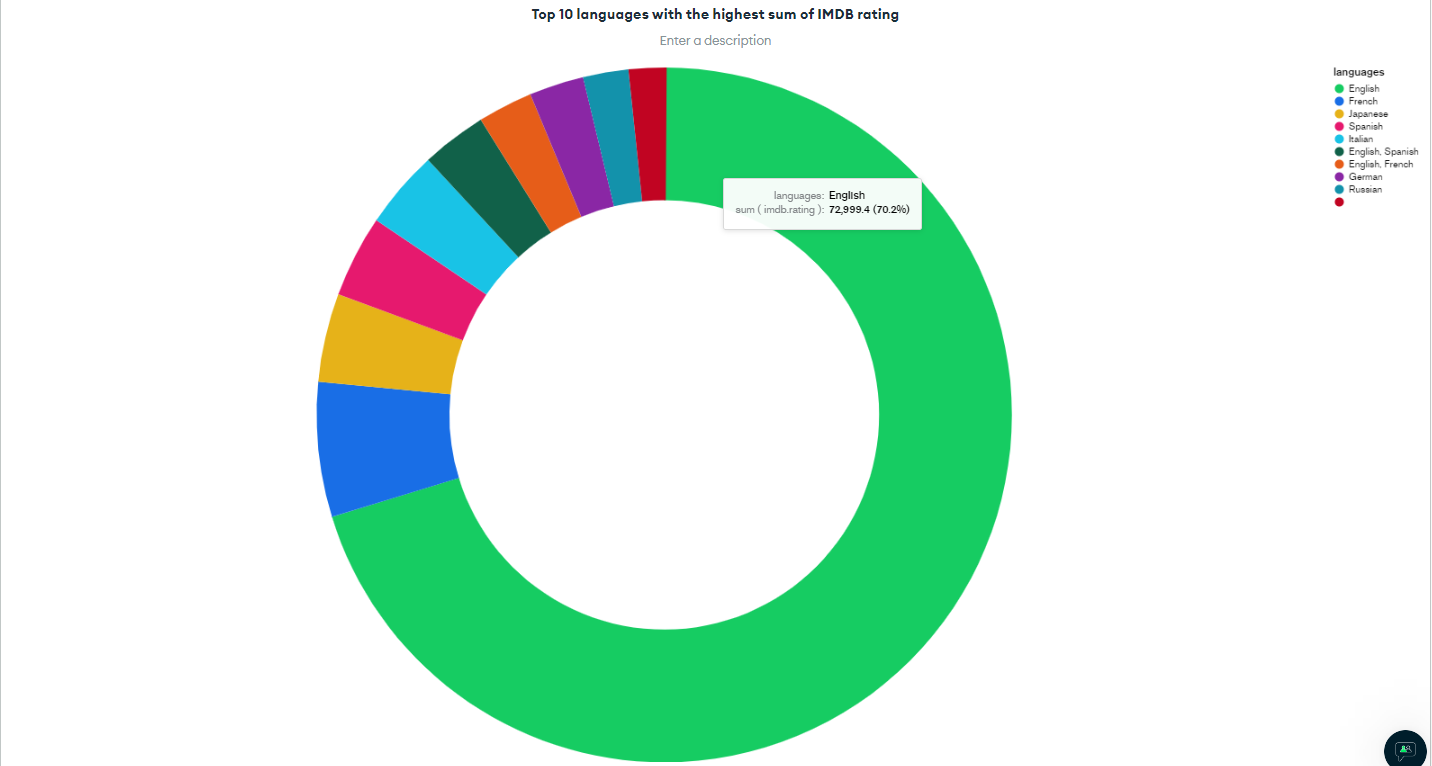 Top 10 languages with the highest sum of IMDB rating
Enter a description
languages
English
French
Japanese
Spanish
Italian
English, Spanish
English, French
German
Russian
languages: English
sum ( imdb.rating ): 72,999.4 (70.2%)